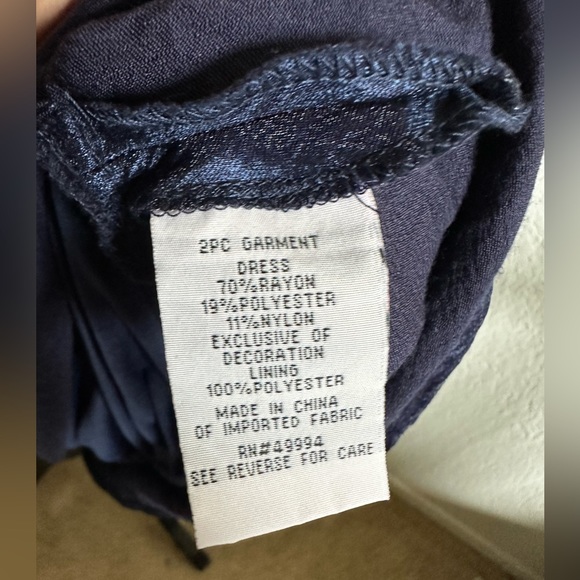 2PC GARMENT
DRESS
70%RAYON
19%POLYESTER
11%NYLON
EXCLUSIVE OF
DECORATION
LINING
100%POLYESTER
MADE IN CHINA
OF IMPORTED FABRIC
RN#49994
SEE REVERSE FOR CARE